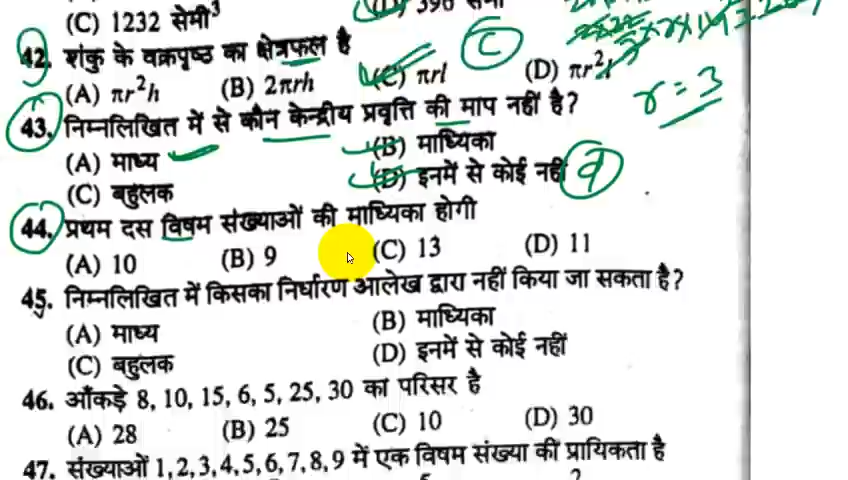 (C) 1232 सेमी³ (D) 396 सेमी
42. शंकु के वक्रपृष्ठ का क्षेत्रफल है C
(A) πr²h (B) 2πrh (C) πrl (D) πr²l
r = 3
43. निम्नलिखित में से कौन केन्द्रीय प्रवृत्ति की माप नहीं है?
(A) माध्य (B) माध्यिका
(C) बहुलक (D) इनमें से कोई नहीं d
44. प्रथम दस विषम संख्याओं की माध्यिका होगी
(A) 10 (B) 9 (C) 13 (D) 11
45. निम्नलिखित में किसका निर्धारण आलेख द्वारा नहीं किया जा सकता है?
(A) माध्य (B) माध्यिका
(C) बहुलक (D) इनमें से कोई नहीं
46. आँकड़े 8, 10, 15, 6, 5, 25, 30 का परिसर है
(A) 28 (B) 25 (C) 10 (D) 30
47. संख्याओं 1, 2, 3, 4, 5, 6, 7, 8, 9 में एक विषम संख्या की प्रायिकता है
5 2